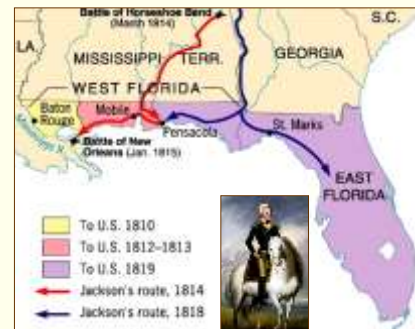 Battle of Horseshoe Bend
(March 1814)
S.C.
LA.
MISSISSIPPI TERR.
GEORGIA
WEST FLORIDA
Baton
Rouge
Mobile
Pensacola
St. Marks
Mississippi R.
Battle of New
Orleans (Jan. 1815)
EAST
FLORIDA
To U.S. 1810
To U.S. 1812–1813
To U.S. 1819
Jackson's route, 1814
Jackson's route, 1818